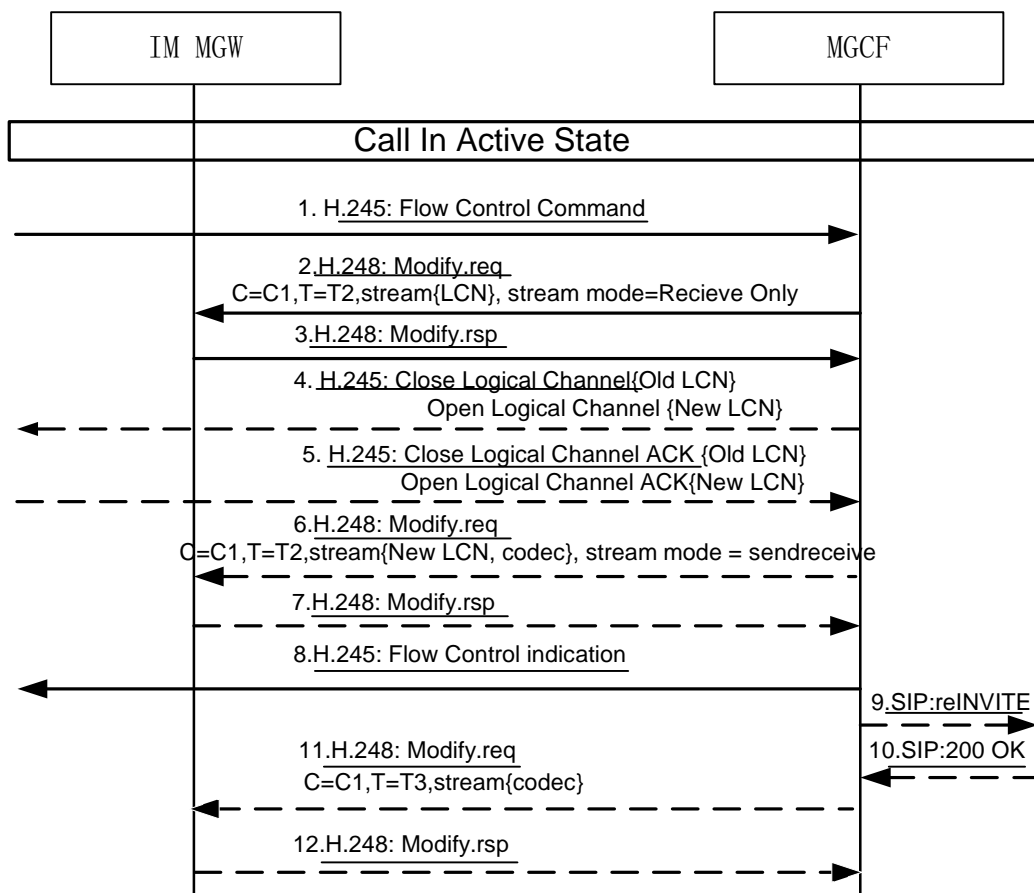 IM MGW
MGCF
Call In Active State
1. H.245: Flow Control Command
2.H.248: Modify.req
C=C1,T=T2,stream{LCN}, stream mode=Recieve Only
3.H.248: Modify.rsp
4. H.245: Close Logical Channel{Old LCN}
Open Logical Channel {New LCN}
5. H.245: Close Logical Channel ACK {Old LCN}
Open Logical Channel ACK{New LCN}
6.H.248: Modify.req
C=C1,T=T2,stream{New LCN, codec}, stream mode = sendreceive
7.H.248: Modify.rsp
8.H.245: Flow Control indication
9.SIP:reINVITE
10.SIP:200 OK
11.H.248: Modify.req
C=C1,T=T3,stream{codec}
12.H.248: Modify.rsp